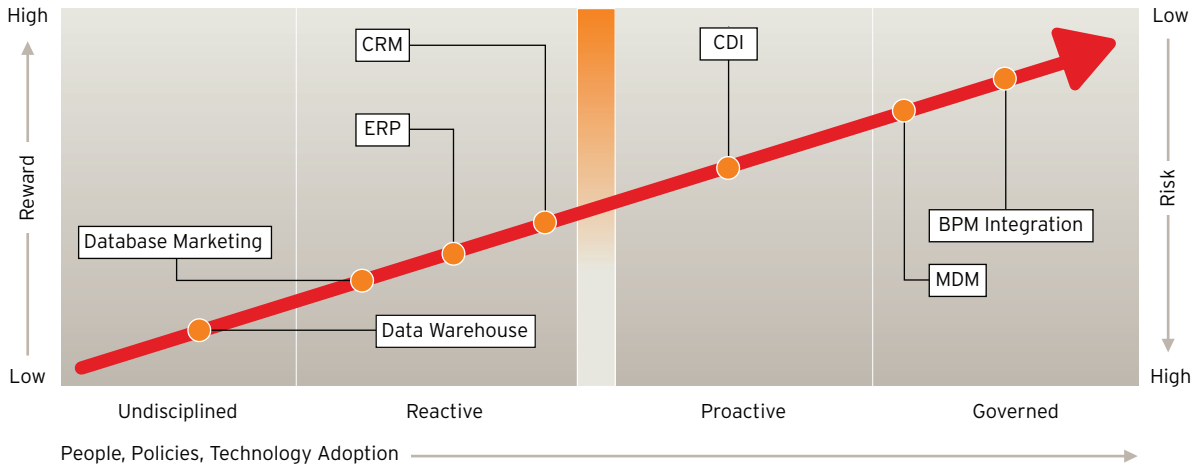 High
Low
CRM
CDI
ERP
Reward
Risk
Database Marketing
BPM Integration
MDM
Data Warehouse
Low
High
Undisciplined
Reactive
Proactive
Governed
People, Policies, Technology Adoption